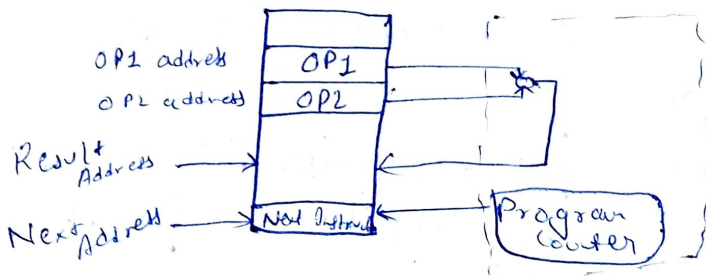 OP1 address
OP1
OP2 address
OP2
Result
Address
Next
Address
Next Instruc
Program
Counter